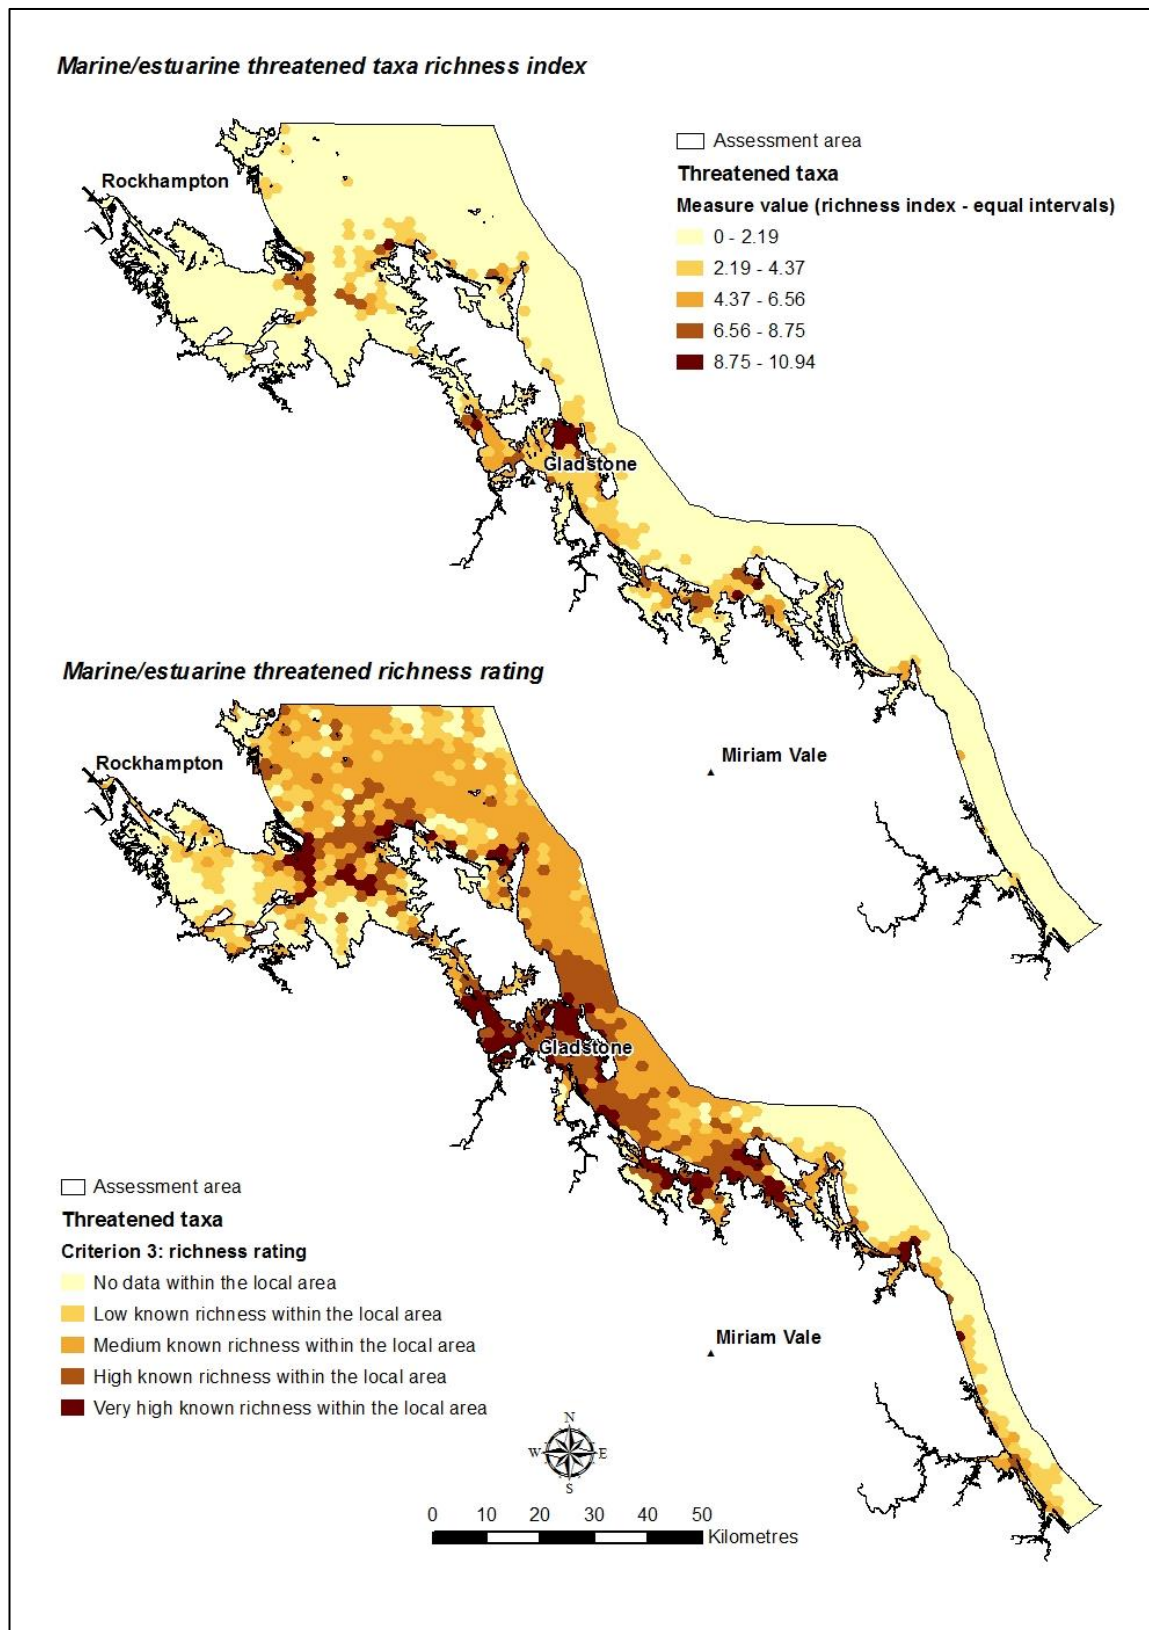 Marine/estuarine threatened taxa richness index
Assessment area
Threatened taxa
Measure value (richness index - equal intervals)
0 - 2.19
2.19 - 4.37
4.37 - 6.56
6.56 - 8.75
8.75 - 10.94
Rockhampton
Gladstone
Miriam Vale
Marine/estuarine threatened richness rating
Rockhampton
Gladstone
Miriam Vale
Assessment area
Threatened taxa
Criterion 3: richness rating
No data within the local area
Low known richness within the local area
Medium known richness within the local area
High known richness within the local area
Very high known richness within the local area
N
W E
S
0 10 20 30 40 50
Kilometres